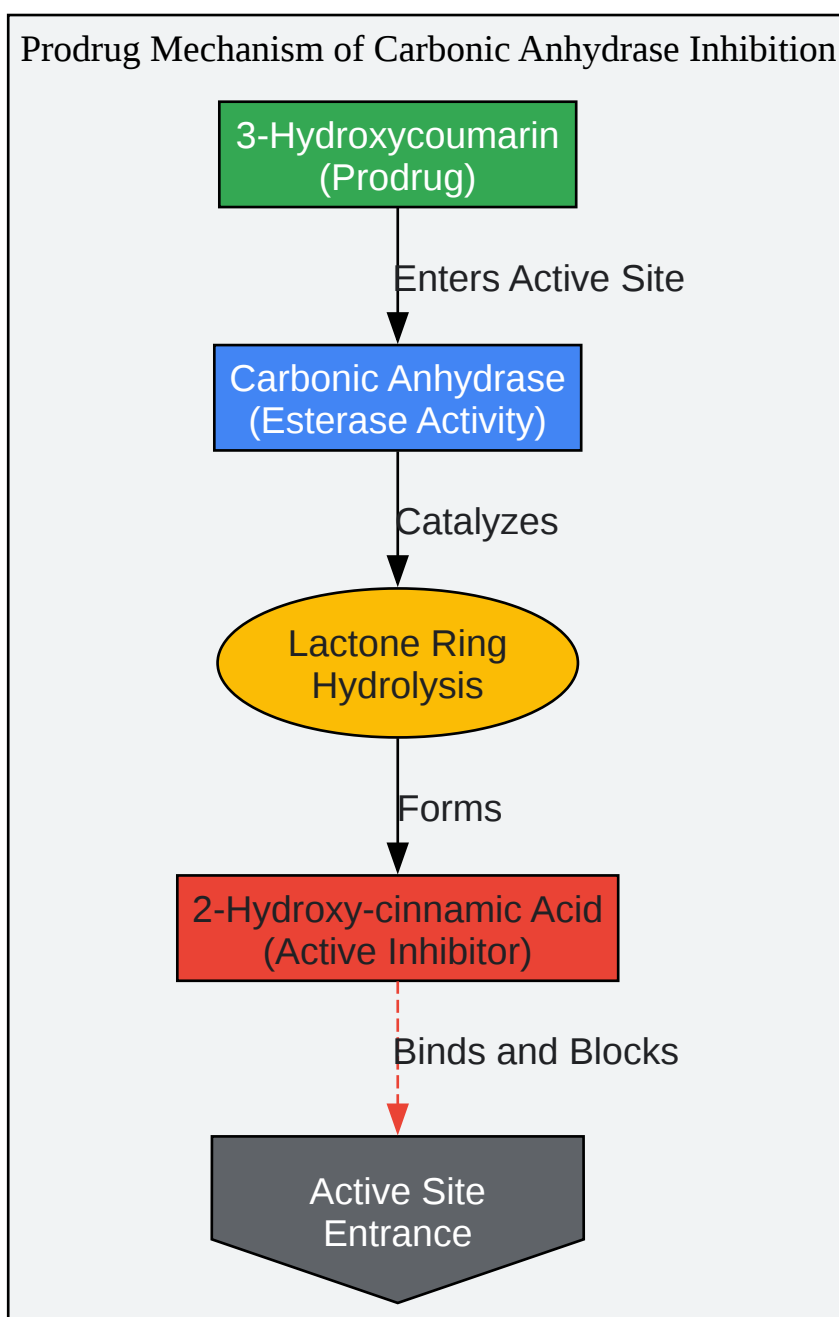 Prodrug Mechanism of Carbonic Anhydrase Inhibition
3-Hydroxycoumarin
(Prodrug)
Enters Active Site
Carbonic Anhydrase
(Esterase Activity)
Catalyzes
Lactone Ring
Hydrolysis
Forms
2-Hydroxy-cinnamic Acid
(Active Inhibitor)
Binds and Blocks
Active Site
Entrance